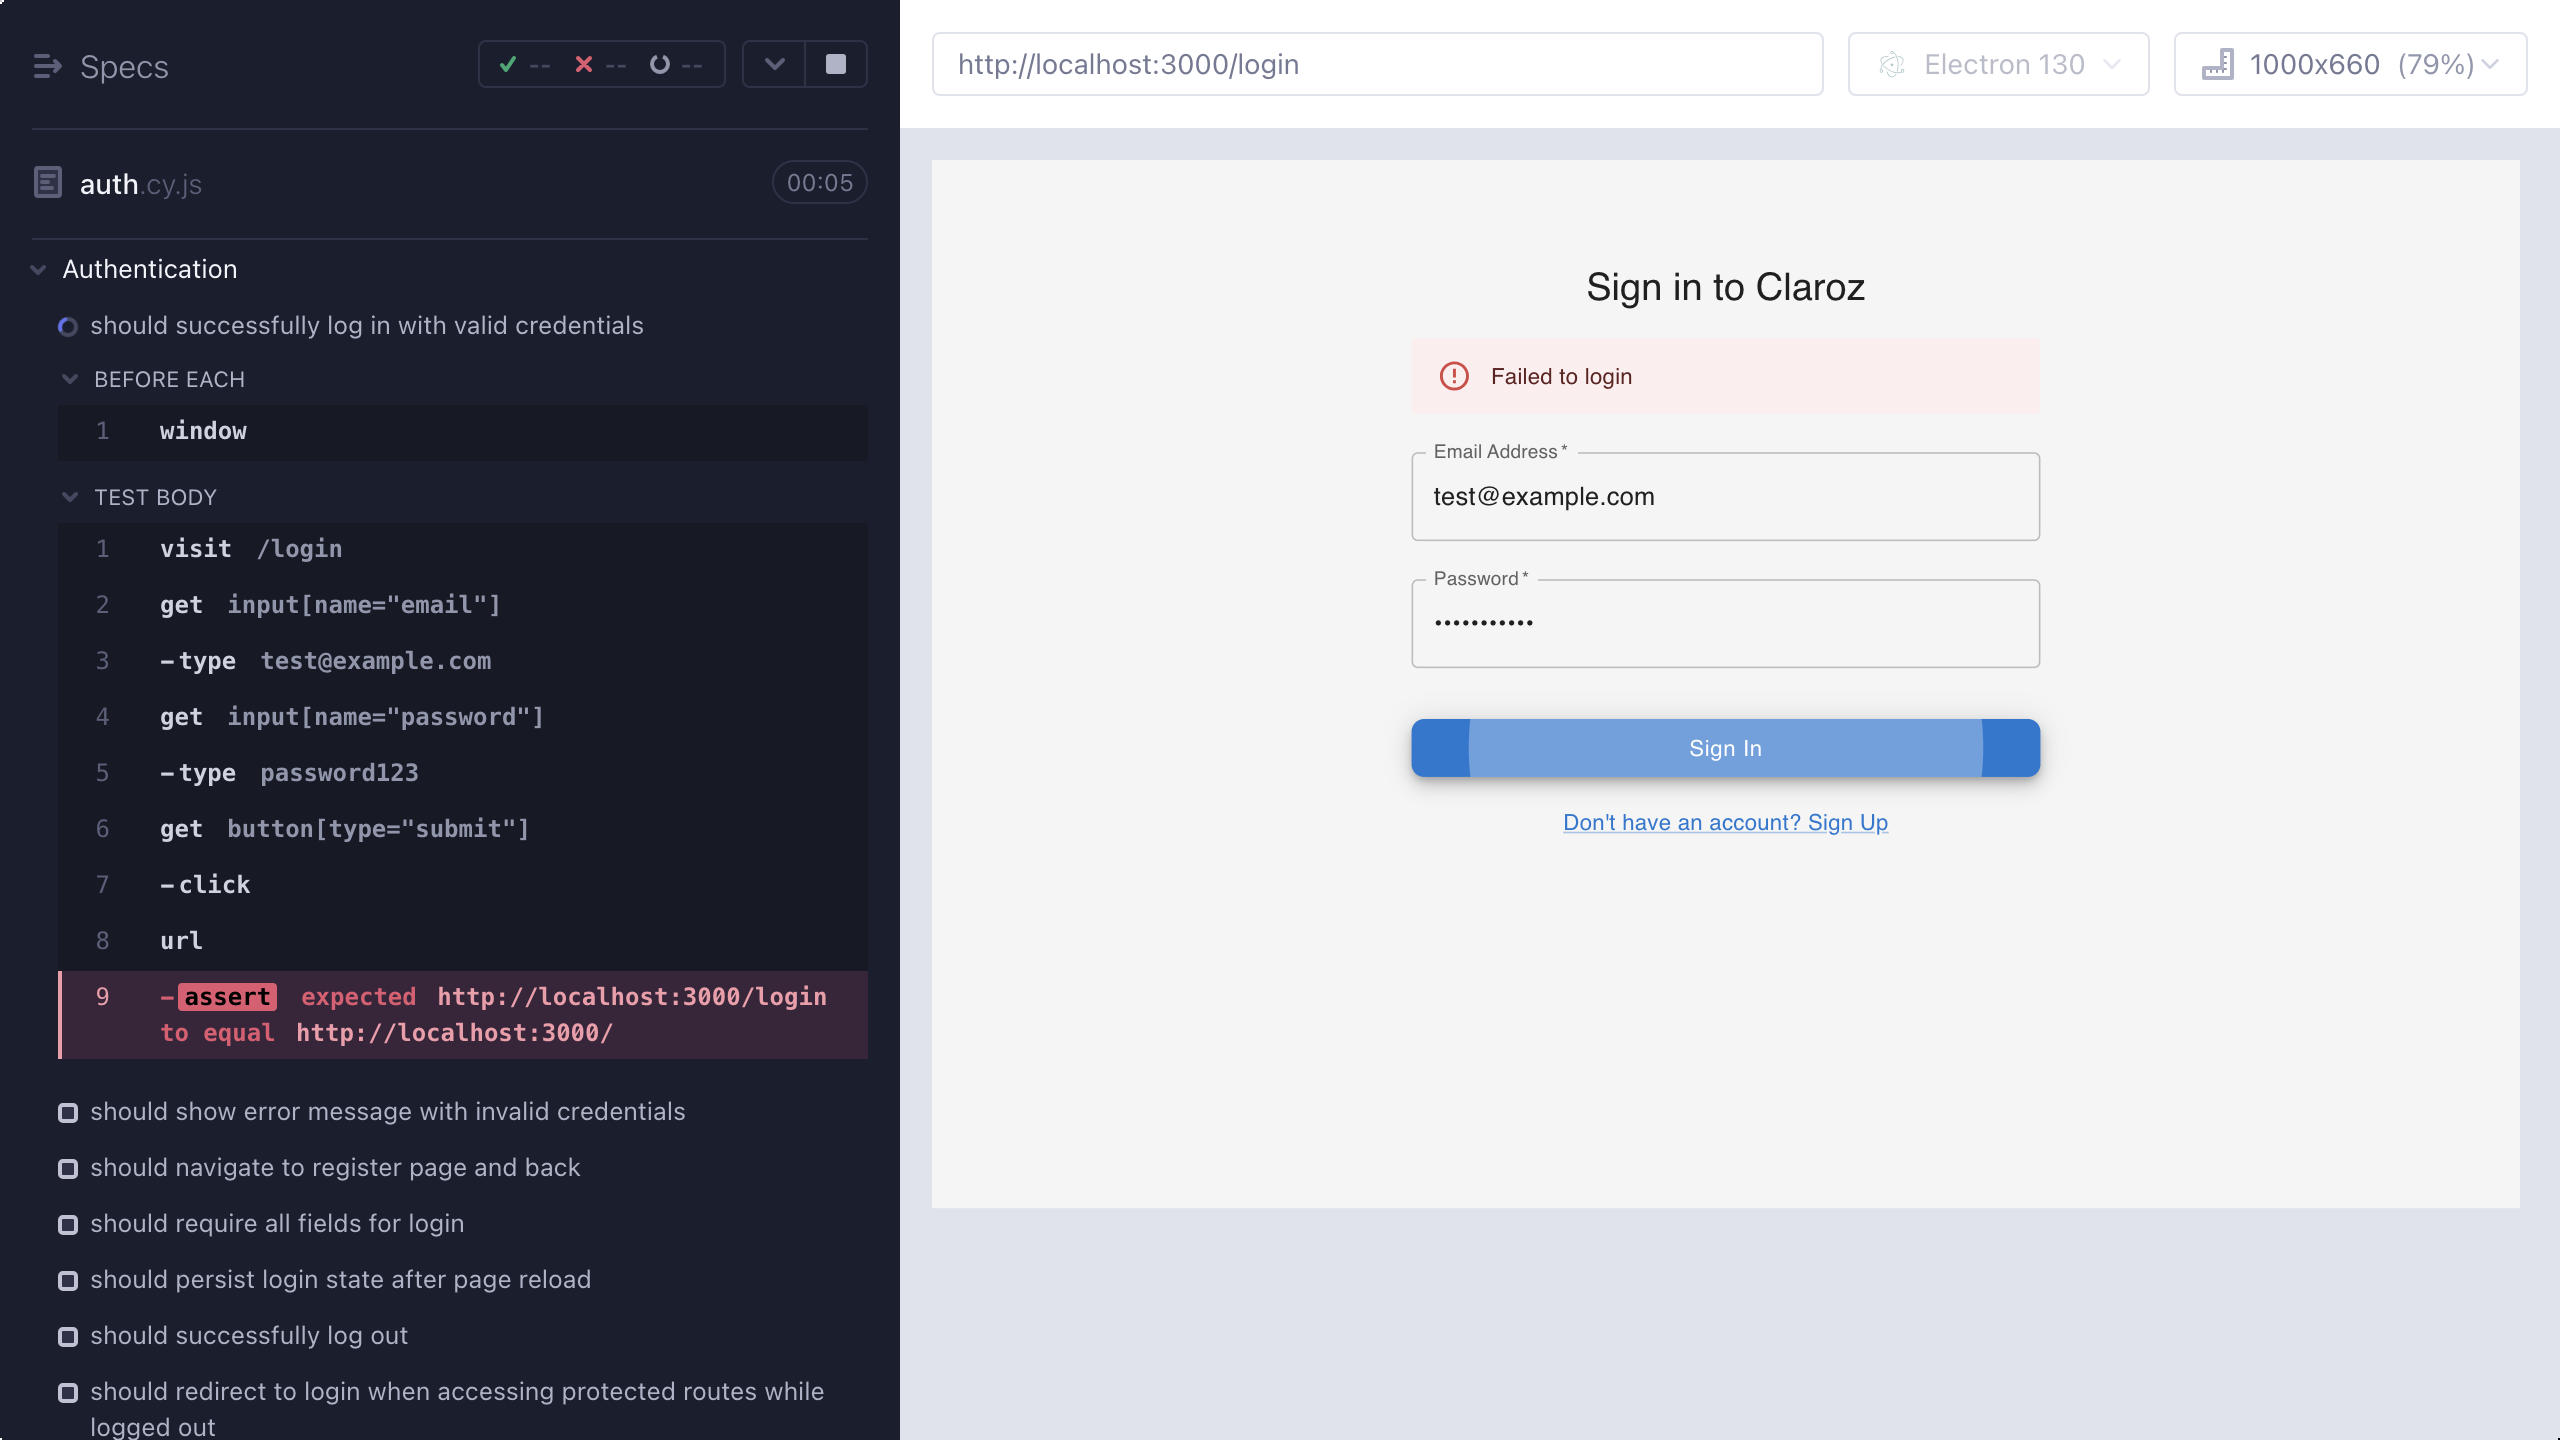 Specs
-- -- --
auth.cy.js 00:05
Authentication
should successfully log in with valid credentials
BEFORE EACH
1 window
TEST BODY
1 visit /login
2 get input[name="email"]
3 -type test@example.com
4 get input[name="password"]
5 -type password123
6 get button[type="submit"]
7 -click
8 url
9 -assert expected http://localhost:3000/login
to equal http://localhost:3000/
should show error message with invalid credentials
should navigate to register page and back
should require all fields for login
should persist login state after page reload
should successfully log out
should redirect to login when accessing protected routes while
logged out
http://localhost:3000/login
Electron 130
1000x660 (79%)
Sign in to Claroz
Failed to login
Email Address *
test@example.com
Password *
•••••••••••
Sign In
Don't have an account? Sign Up